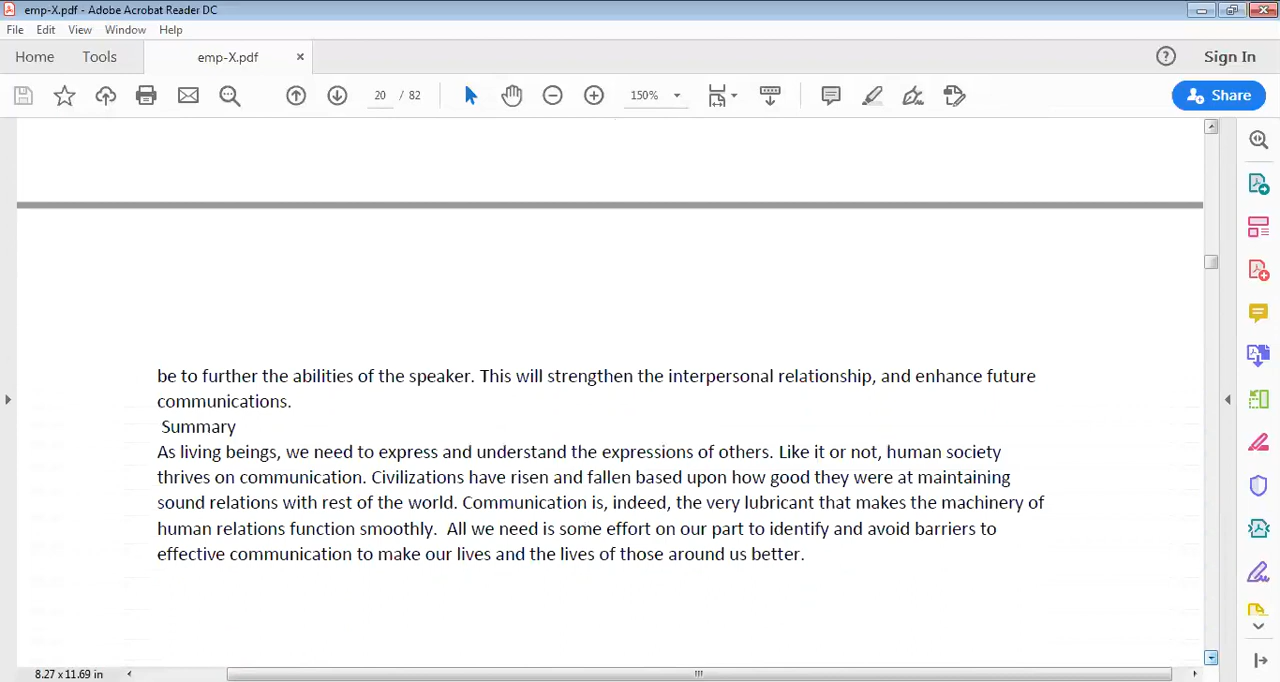 emp-X.pdf - Adobe Acrobat Reader DC
File Edit View Window Help
Home Tools emp-X.pdf × Sign In
20 / 82 150% Share
be to further the abilities of the speaker. This will strengthen the interpersonal relationship, and enhance future
communications.
Summary
As living beings, we need to express and understand the expressions of others. Like it or not, human society
thrives on communication. Civilizations have risen and fallen based upon how good they were at maintaining
sound relations with rest of the world. Communication is, indeed, the very lubricant that makes the machinery of
human relations function smoothly.  All we need is some effort on our part to identify and avoid barriers to
effective communication to make our lives and the lives of those around us better.
8.27 x 11.69 in